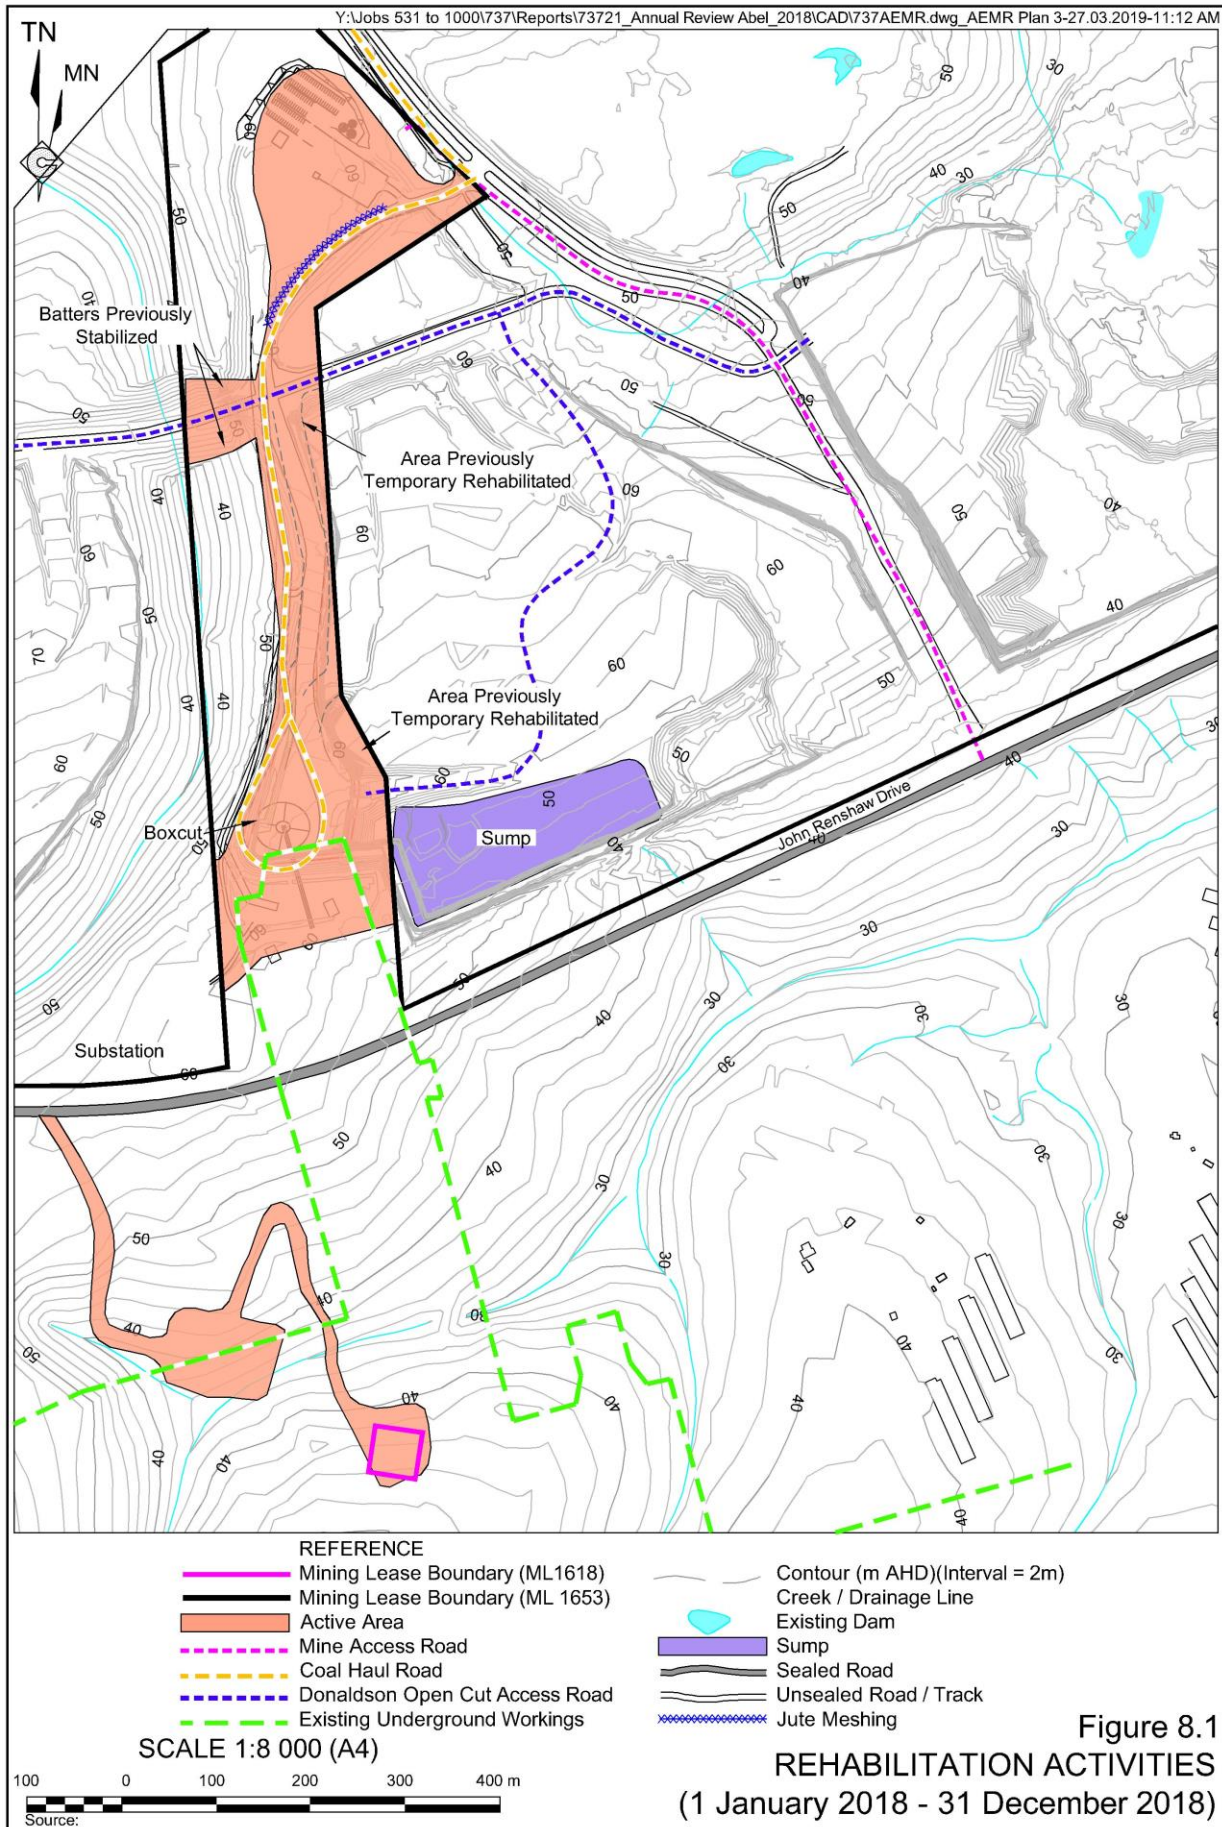 Y:\Jobs 531 to 1000\737\Reports\73721_Annual Review Abel_2018\CAD\737AEMR.dwg_AEMR Plan 3-27.03.2019-11:12 AM
TN
MN
Batters Previously
Stabilized
Area Previously
Temporary Rehabilitated
Area Previously
Temporary Rehabilitated
Boxcut
Sump
John Renshaw Drive
Substation
REFERENCE
Mining Lease Boundary (ML1618)
Mining Lease Boundary (ML 1653)
Active Area
Mine Access Road
Coal Haul Road
Donaldson Open Cut Access Road
Existing Underground Workings
Contour (m AHD)(Interval = 2m)
Creek / Drainage Line
Existing Dam
Sump
Sealed Road
Unsealed Road / Track
Jute Meshing
SCALE 1:8 000 (A4)
100 0 100 200 300 400 m
Source:
Figure 8.1
REHABILITATION ACTIVITIES
(1 January 2018 - 31 December 2018)